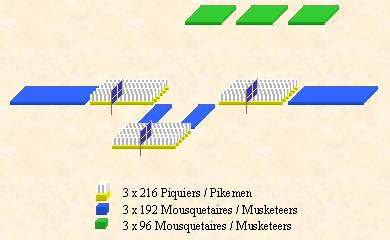 3 x 216 Piquiers / Pikemen
3 x 192 Mousquetaires / Musketeers
3 x 96 Mousquetaires / Musketeers